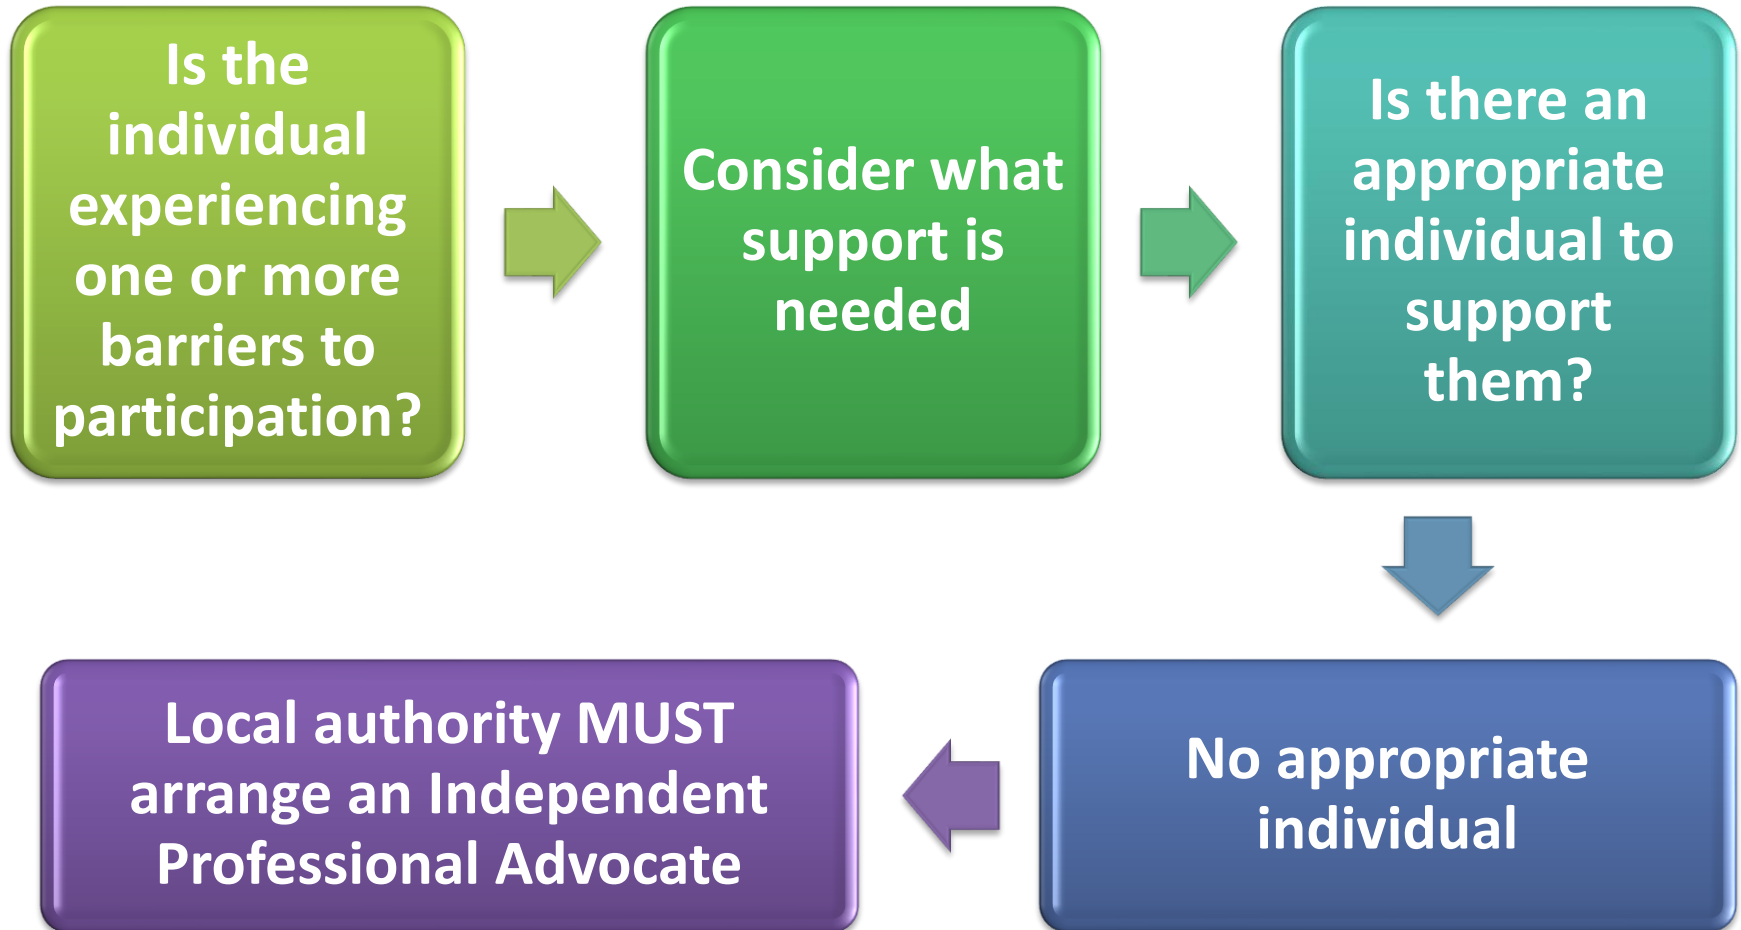 Is the
individual
experiencing
one or more
barriers to
participation?
Consider what
support is
needed
Is there an
appropriate
individual to
support
them?
No appropriate
individual
Local authority MUST
arrange an Independent
Professional Advocate